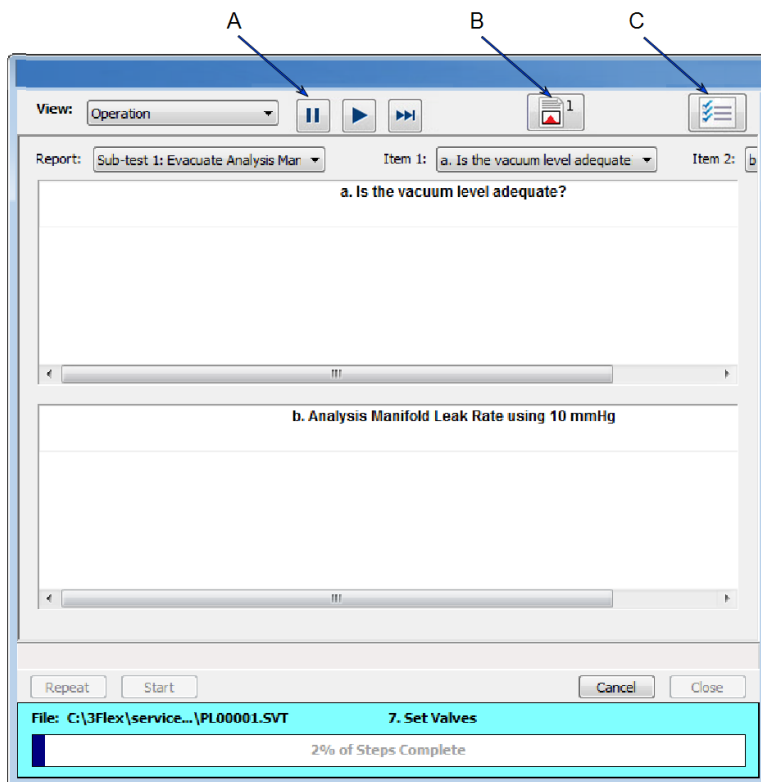 A B C
View: Operation 1
Report: Sub-test 1: Evacuate Analysis Mar Item 1: a. Is the vacuum level adequate Item 2: b
a. Is the vacuum level adequate?
b. Analysis Manifold Leak Rate using 10 mmHg
Repeat Start Cancel Close
File: C:\3Flex\service...\PL00001.SVT 7. Set Valves
2% of Steps Complete